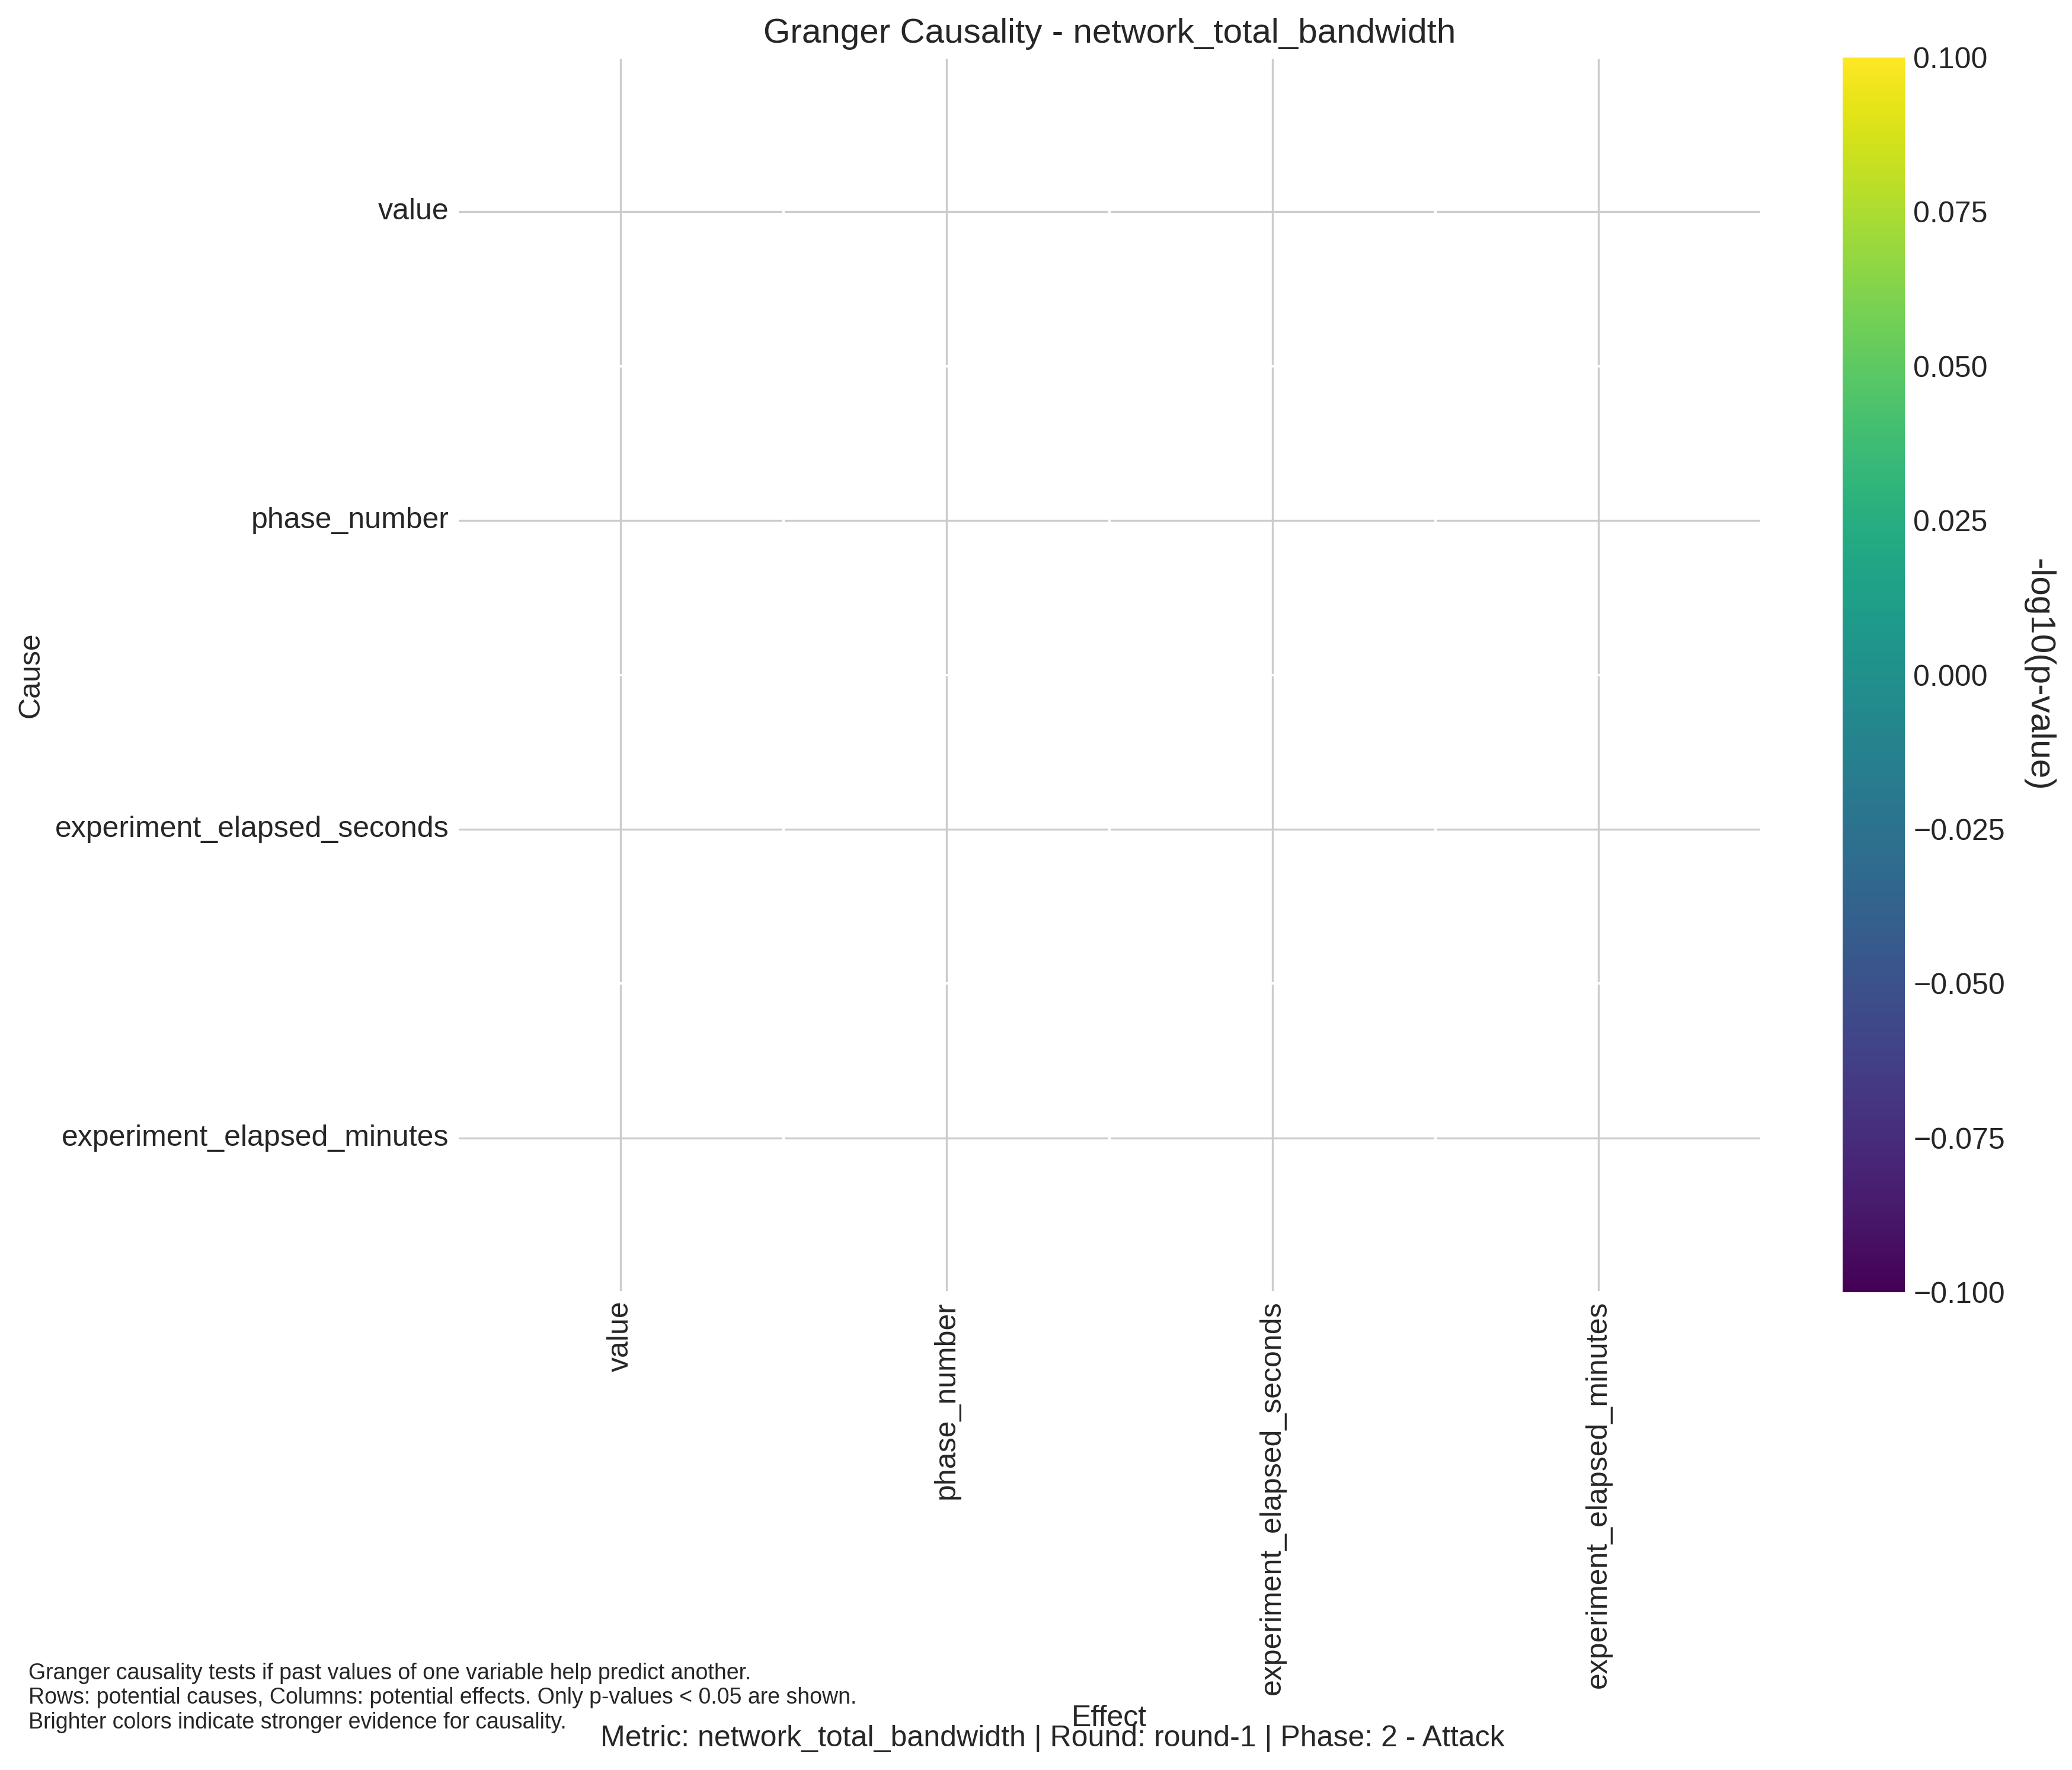 Granger Causality - network_total_bandwidth
value
phase_number
experiment_elapsed_seconds
experiment_elapsed_minutes
Cause
value
phase_number
experiment_elapsed_seconds
experiment_elapsed_minutes
Effect
0.100
0.075
0.050
0.025
0.000
−0.025
−0.050
−0.075
−0.100
-log10(p-value)
Granger causality tests if past values of one variable help predict another.
Rows: potential causes, Columns: potential effects. Only p-values < 0.05 are shown.
Brighter colors indicate stronger evidence for causality.
Metric: network_total_bandwidth | Round: round-1 | Phase: 2 - Attack